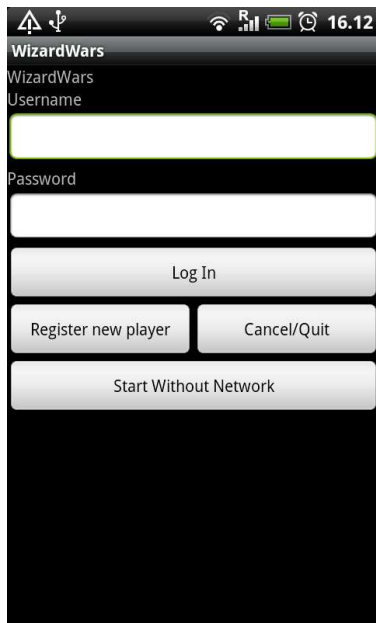 R 16.12
WizardWars
WizardWars
Username
Password
Log In
Register new player Cancel/Quit
Start Without Network